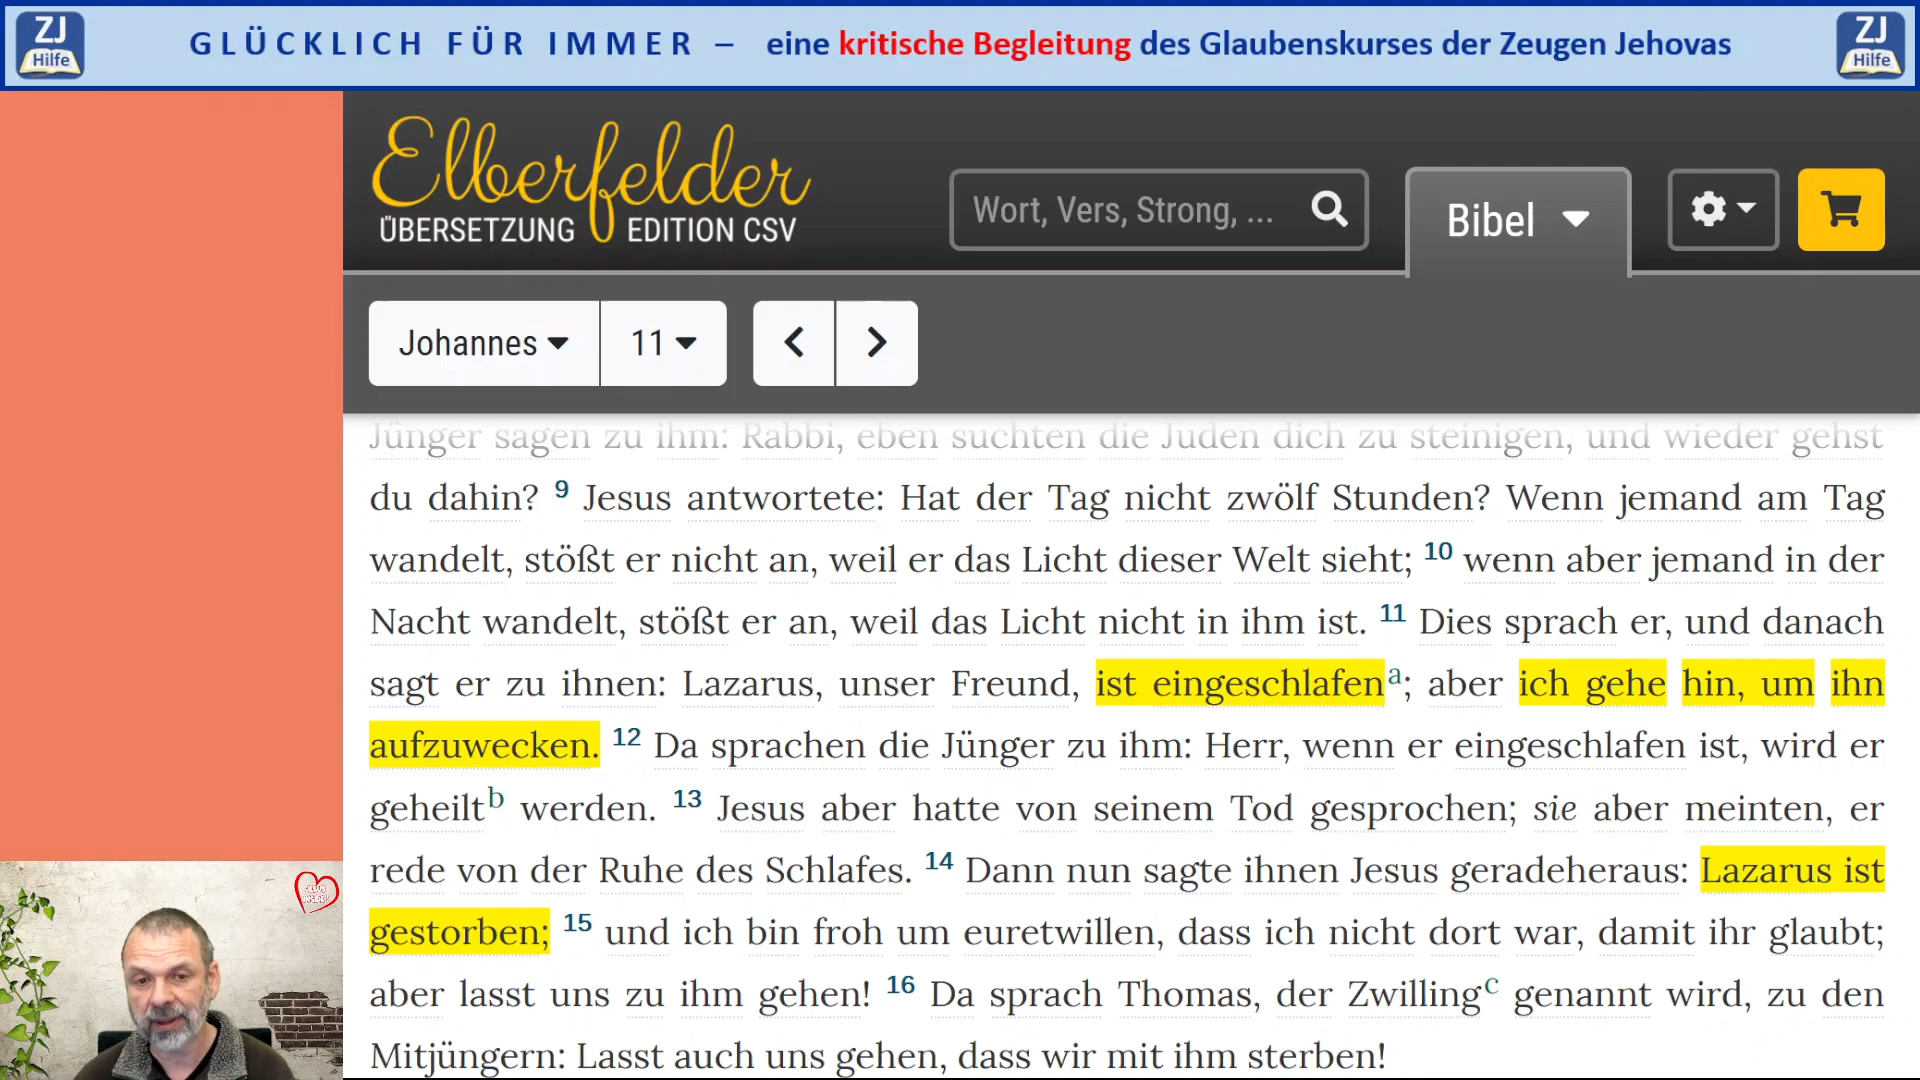 ZJ
Hilfe
GLÜCKLICH FÜR IMMER – eine kritische Begleitung des Glaubenskurses der Zeugen Jehovas
ZJ
Hilfe
Elberfelder
ÜBERSETZUNG EDITION CSV
Wort, Vers, Strong, ...
Bibel
Johannes
11
Jünger sagen zu ihm: Rabbi, eben suchten die Juden dich zu steinigen, und wieder gehst
du dahin? 9 Jesus antwortete: Hat der Tag nicht zwölf Stunden? Wenn jemand am Tag
wandelt, stößt er nicht an, weil er das Licht dieser Welt sieht; 10 wenn aber jemand in der
Nacht wandelt, stößt er an, weil das Licht nicht in ihm ist. 11 Dies sprach er, und danach
sagt er zu ihnen: Lazarus, unser Freund, ist eingeschlafen a; aber ich gehe hin, um ihn
aufzuwecken. 12 Da sprachen die Jünger zu ihm: Herr, wenn er eingeschlafen ist, wird er
geheilt b werden. 13 Jesus aber hatte von seinem Tod gesprochen; sie aber meinten, er
rede von der Ruhe des Schlafes. 14 Dann nun sagte ihnen Jesus geradeheraus: Lazarus ist
gestorben; 15 und ich bin froh um euretwillen, dass ich nicht dort war, damit ihr glaubt;
aber lasst uns zu ihm gehen! 16 Da sprach Thomas, der Zwilling c genannt wird, zu den
Mitjüngern: Lasst auch uns gehen, dass wir mit ihm sterben!